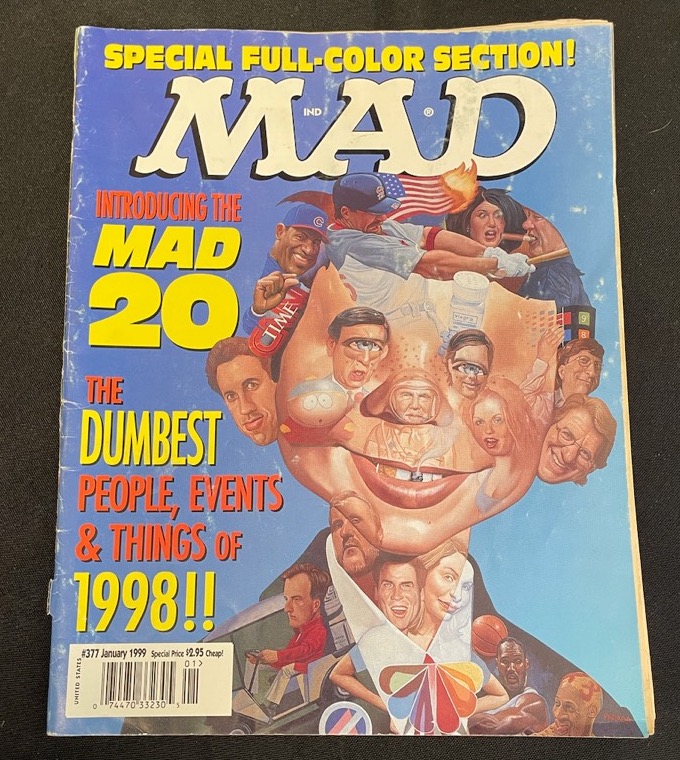 SPECIAL FULL-COLOR SECTION!
MAD
IND
®
INTRODUCING THE
MAD
20
TIME
THE
DUMBEST
PEOPLE, EVENTS
& THINGS OF
1998!!
#377 January 1999 Special Price $2.95 Cheap!
UNITED STATES
01>
0 74470 33230 5